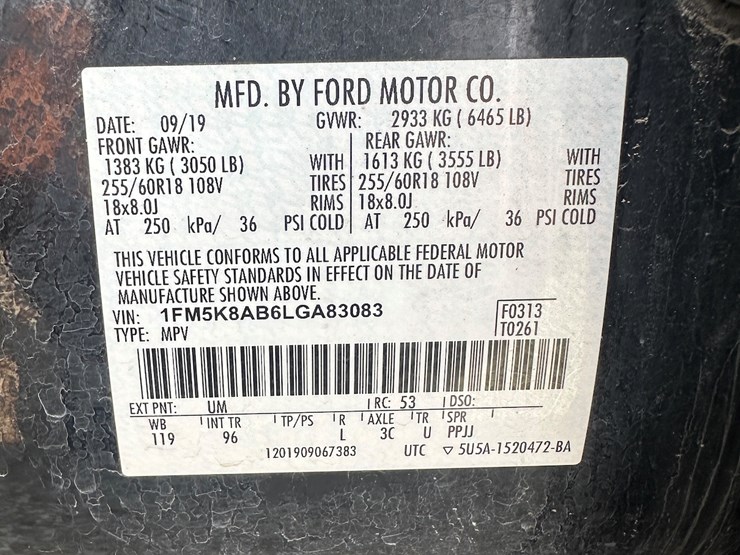 MFD. BY FORD MOTOR CO.
DATE: 09/19 GVWR: 2933 KG ( 6465 LB)
FRONT GAWR: REAR GAWR:
1383 KG ( 3050 LB) WITH 1613 KG ( 3555 LB) WITH
255/60R18 108V TIRES 255/60R18 108V TIRES
18x8.0J RIMS 18x8.0J RIMS
AT 250 kPa/ 36 PSI COLD AT 250 kPa/ 36 PSI COLD
THIS VEHICLE CONFORMS TO ALL APPLICABLE FEDERAL MOTOR
VEHICLE SAFETY STANDARDS IN EFFECT ON THE DATE OF
MANUFACTURE SHOWN ABOVE.
VIN: 1FM5K8AB6LGA83083 F0313
TYPE: MPV T0261
EXT PNT: UM RC: 53 DSO:
WB INT TR TP/PS R AXLE TR SPR
119 96 L 3C U PPJJ
1201909067383 UTC ▽ 5U5A-1520472-BA